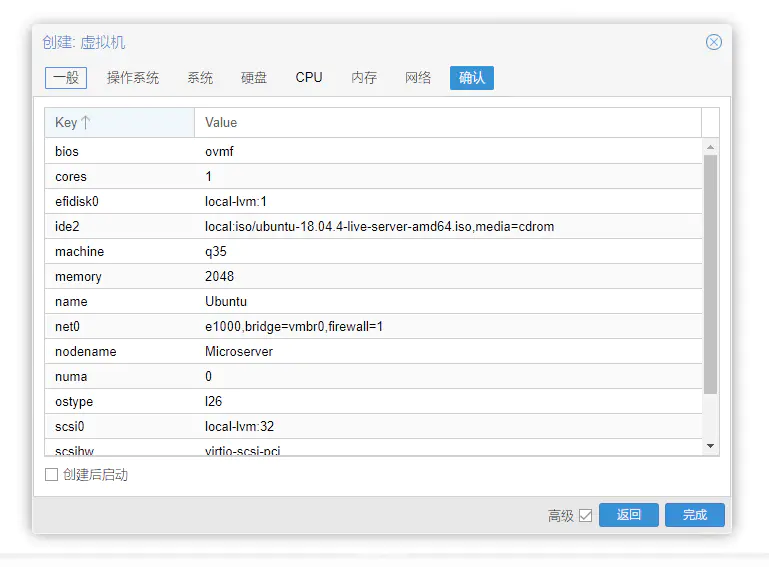 创建: 虚拟机
一般 操作系统 系统 硬盘 CPU 内存 网络 确认
Key Value
bios ovmf
cores 1
efidisk0 local-lvm:1
ide2 local:iso/ubuntu-18.04.4-live-server-amd64.iso,media=cdrom
machine q35
memory 2048
name Ubuntu
net0 e1000,bridge=vmbr0,firewall=1
nodename Microserver
numa 0
ostype l26
scsi0 local-lvm:32
scsihw virtio-scsi-pci
创建后启动
高级 返回 完成